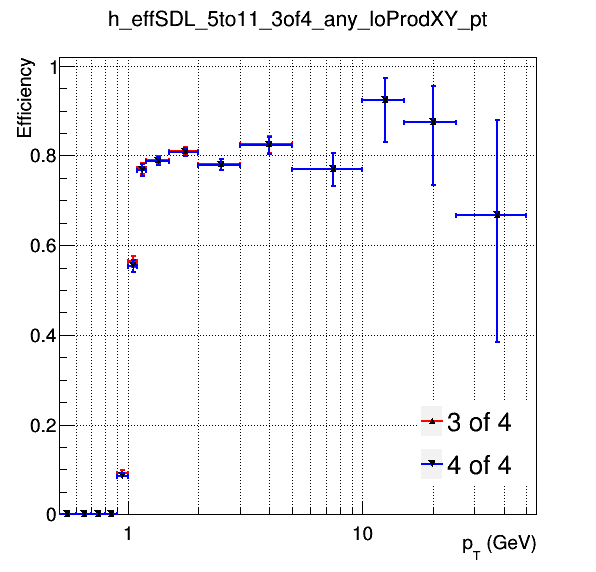 h_effSDL_5to11_3of4_any_loProdXY_pt
Efficiency
1
0.8
0.6
0.4
0.2
0
3 of 4
4 of 4
1
10
p_T (GeV)